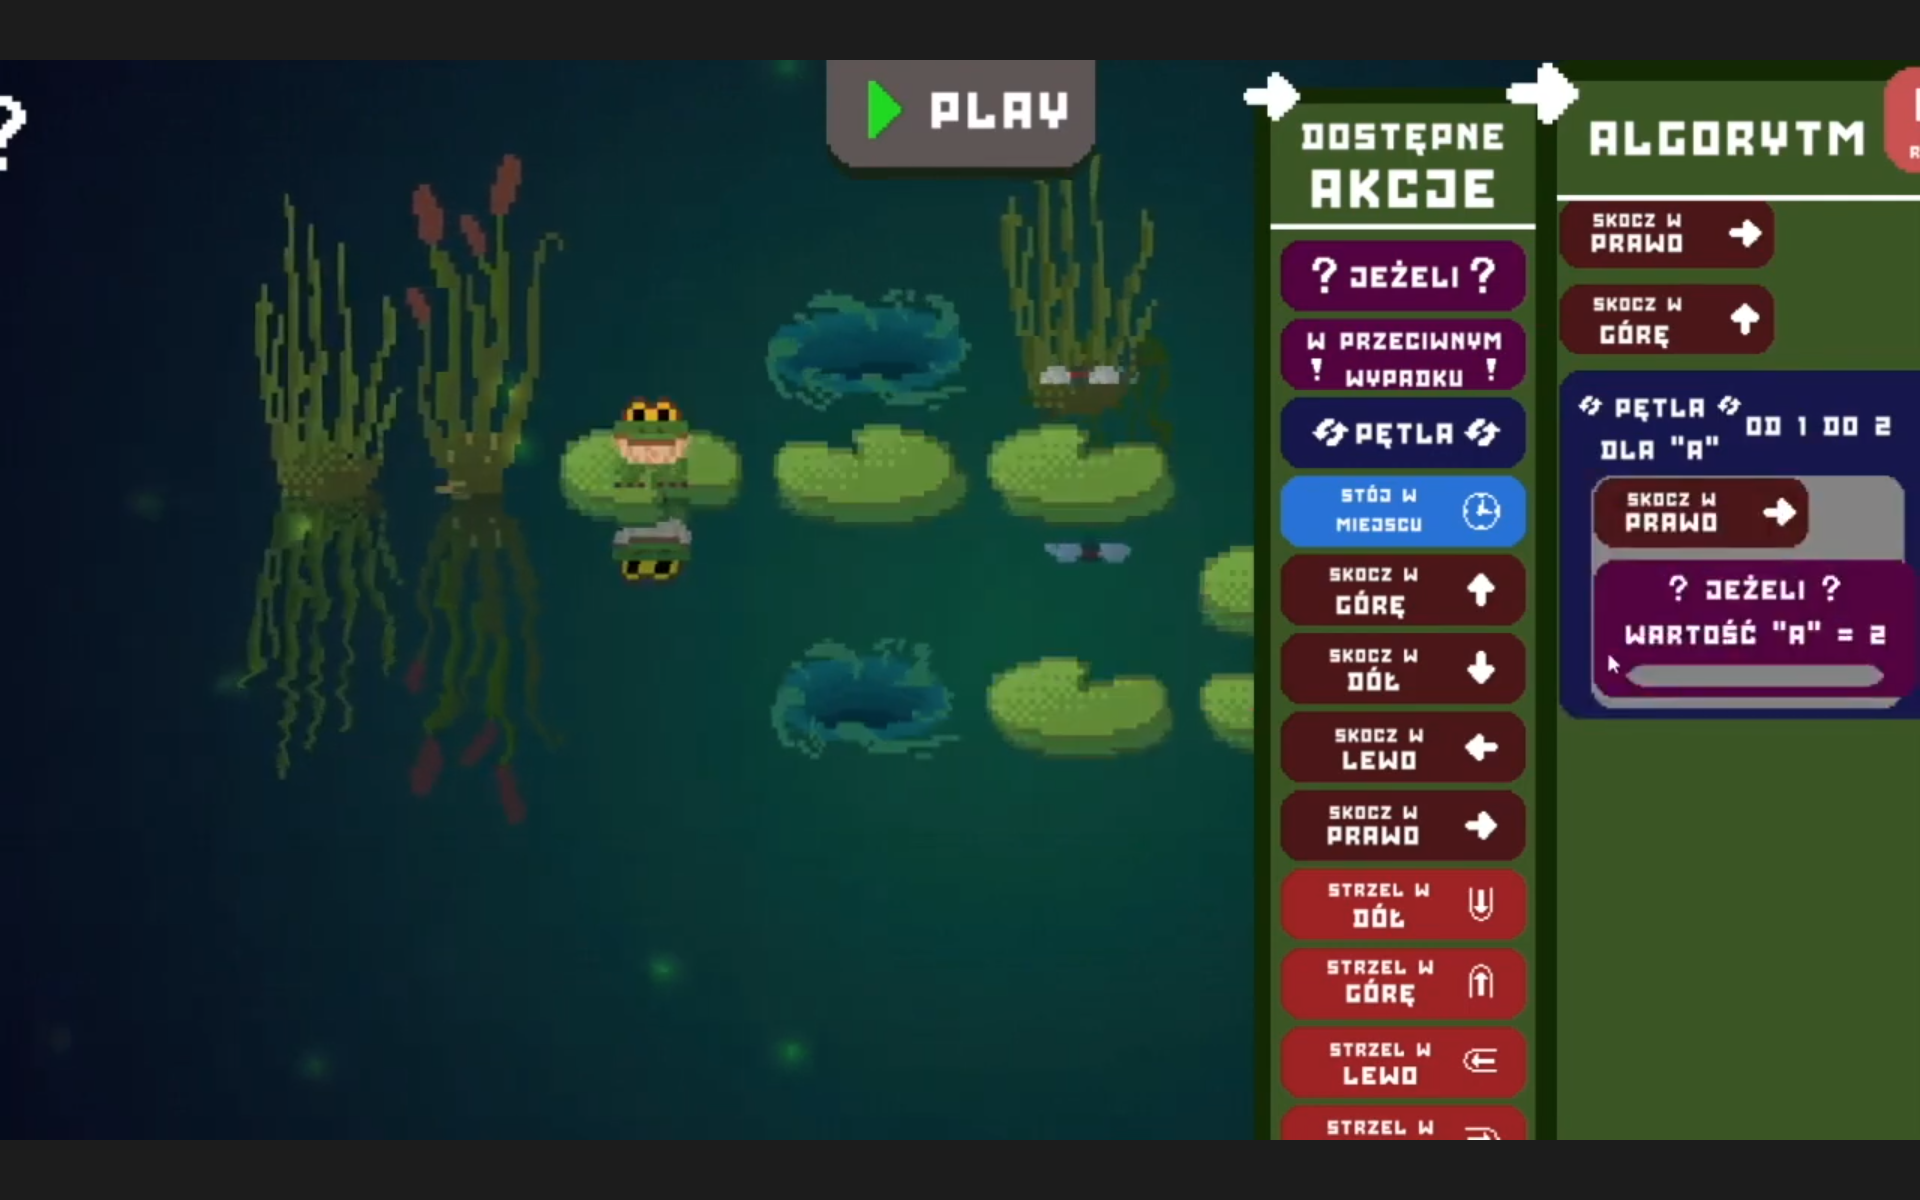 ?
PLAY
DOSTĘPNE
AKCJE
? JEŻELI ?
W PRZECIWNYM
! WYPADKU !
PĘTLA
STÓJ W
MIEJSCU
SKOCZ W
GÓRĘ
SKOCZ W
DÓŁ
SKOCZ W
LEWO
SKOCZ W
PRAWO
STRZEL W
DÓŁ
STRZEL W
GÓRĘ
STRZEL W
LEWO
STRZEL W
ALGORYTM
SKOCZ W
PRAWO
SKOCZ W
GÓRĘ
PĘTLA
DLA "A"
OD 1 DO 2
SKOCZ W
PRAWO
? JEŻELI ?
WARTOŚĆ "A" = 2